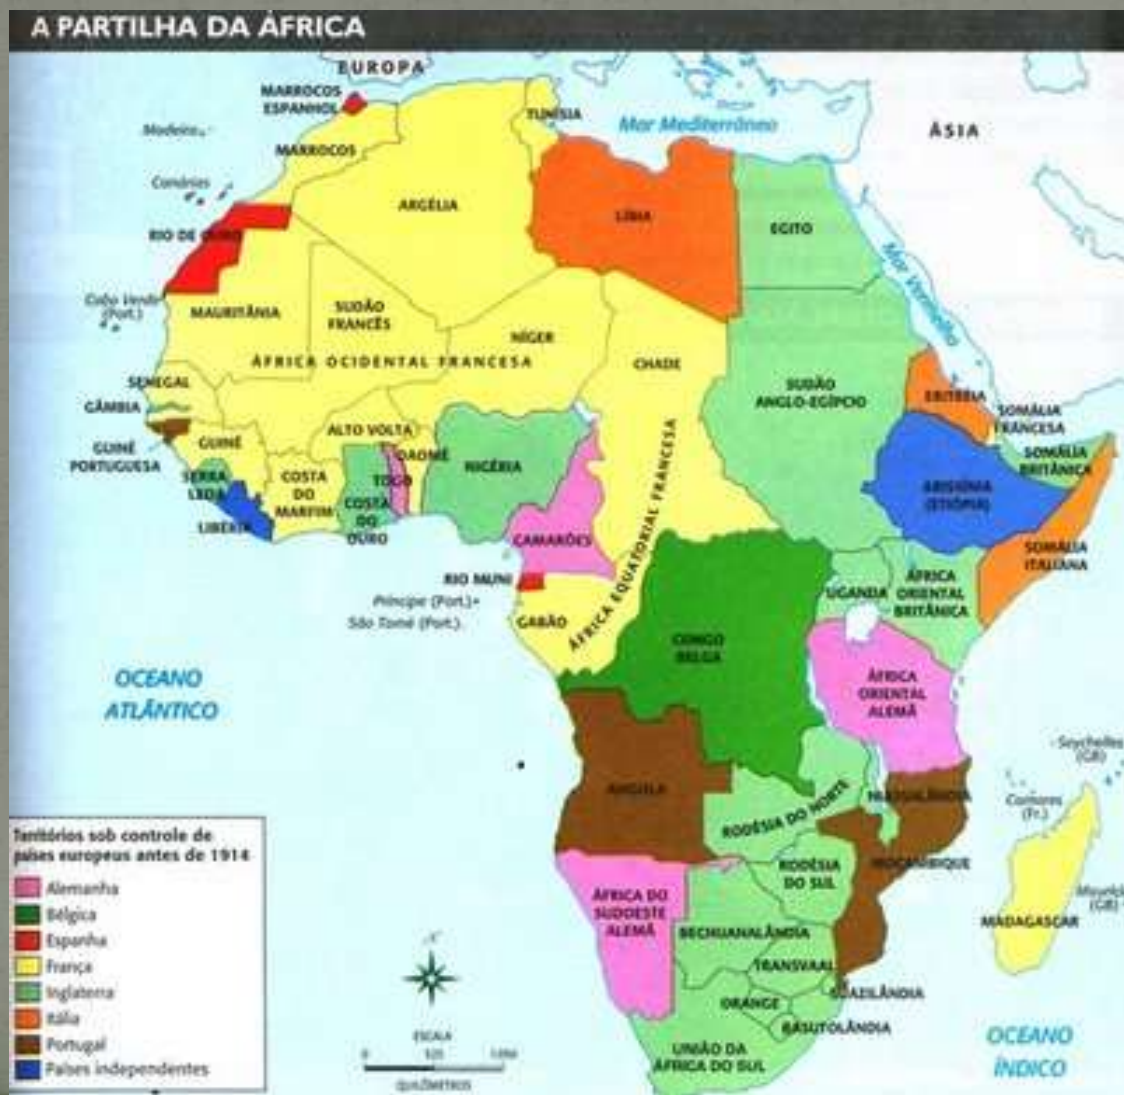 A PARTILHA DA ÁFRICA
EUROPA
MARROCOS
ESPANHOL
TUNÍSIA
Mar Mediterrâneo
ÁSIA
Madeira
MARROCOS
Canárias
ARGÉLIA
LÍBIA
EGITO
RIO DE OURO
Mar Vermelho
Cabo Verde
(Port.)
MAURITÂNIA
SUDÃO
FRANCÊS
NÍGER
CHADE
ÁFRICA OCIDENTAL FRANCESA
SENEGAL
SUDÃO
ANGLO-EGÍPCIO
ERITRÉIA
GÂMBIA
SOMÁLIA
FRANCESA
GUINÉ
PORTUGUESA
GUINÉ
ALTO VOLTA
DAOMÉ
NIGÉRIA
SOMÁLIA
BRITÂNICA
SERRA
LEOA
COSTA
DO
MARFIM
TOGO
ABISSÍNIA
(ETIÓPIA)
LIBÉRIA
COSTA
DO
OURO
CAMARÕES
ÁFRICA EQUATORIAL FRANCESA
SOMÁLIA
ITALIANA
RIO MUNI
UGANDA
ÁFRICA
ORIENTAL
BRITÂNICA
Príncipe (Port.)
São Tomé (Port.)
GABÃO
CONGO
BELGA
OCEANO
ATLÂNTICO
ÁFRICA
ORIENTAL
ALEMÃ
Seychelles
(GB)
ANGOLA
RODÉSIA DO NORTE
Comores
(Fr.)
MOÇAMBIQUE
RODÉSIA
DO SUL
ÁFRICA DO
SUDOESTE
ALEMÃ
(GB)
MADAGASCAR
BECHUANALÂNDIA
TRANSVAAL
SUAZILÂNDIA
ORANGE
BASUTOLÂNDIA
UNIÃO DA
ÁFRICA DO SUL
OCEANO
ÍNDICO
Territórios sob controle de
países europeus antes de 1914
Alemanha
Bélgica
Espanha
França
Inglaterra
Itália
Portugal
Países independentes
ESCALA
0
QUILÔMETROS